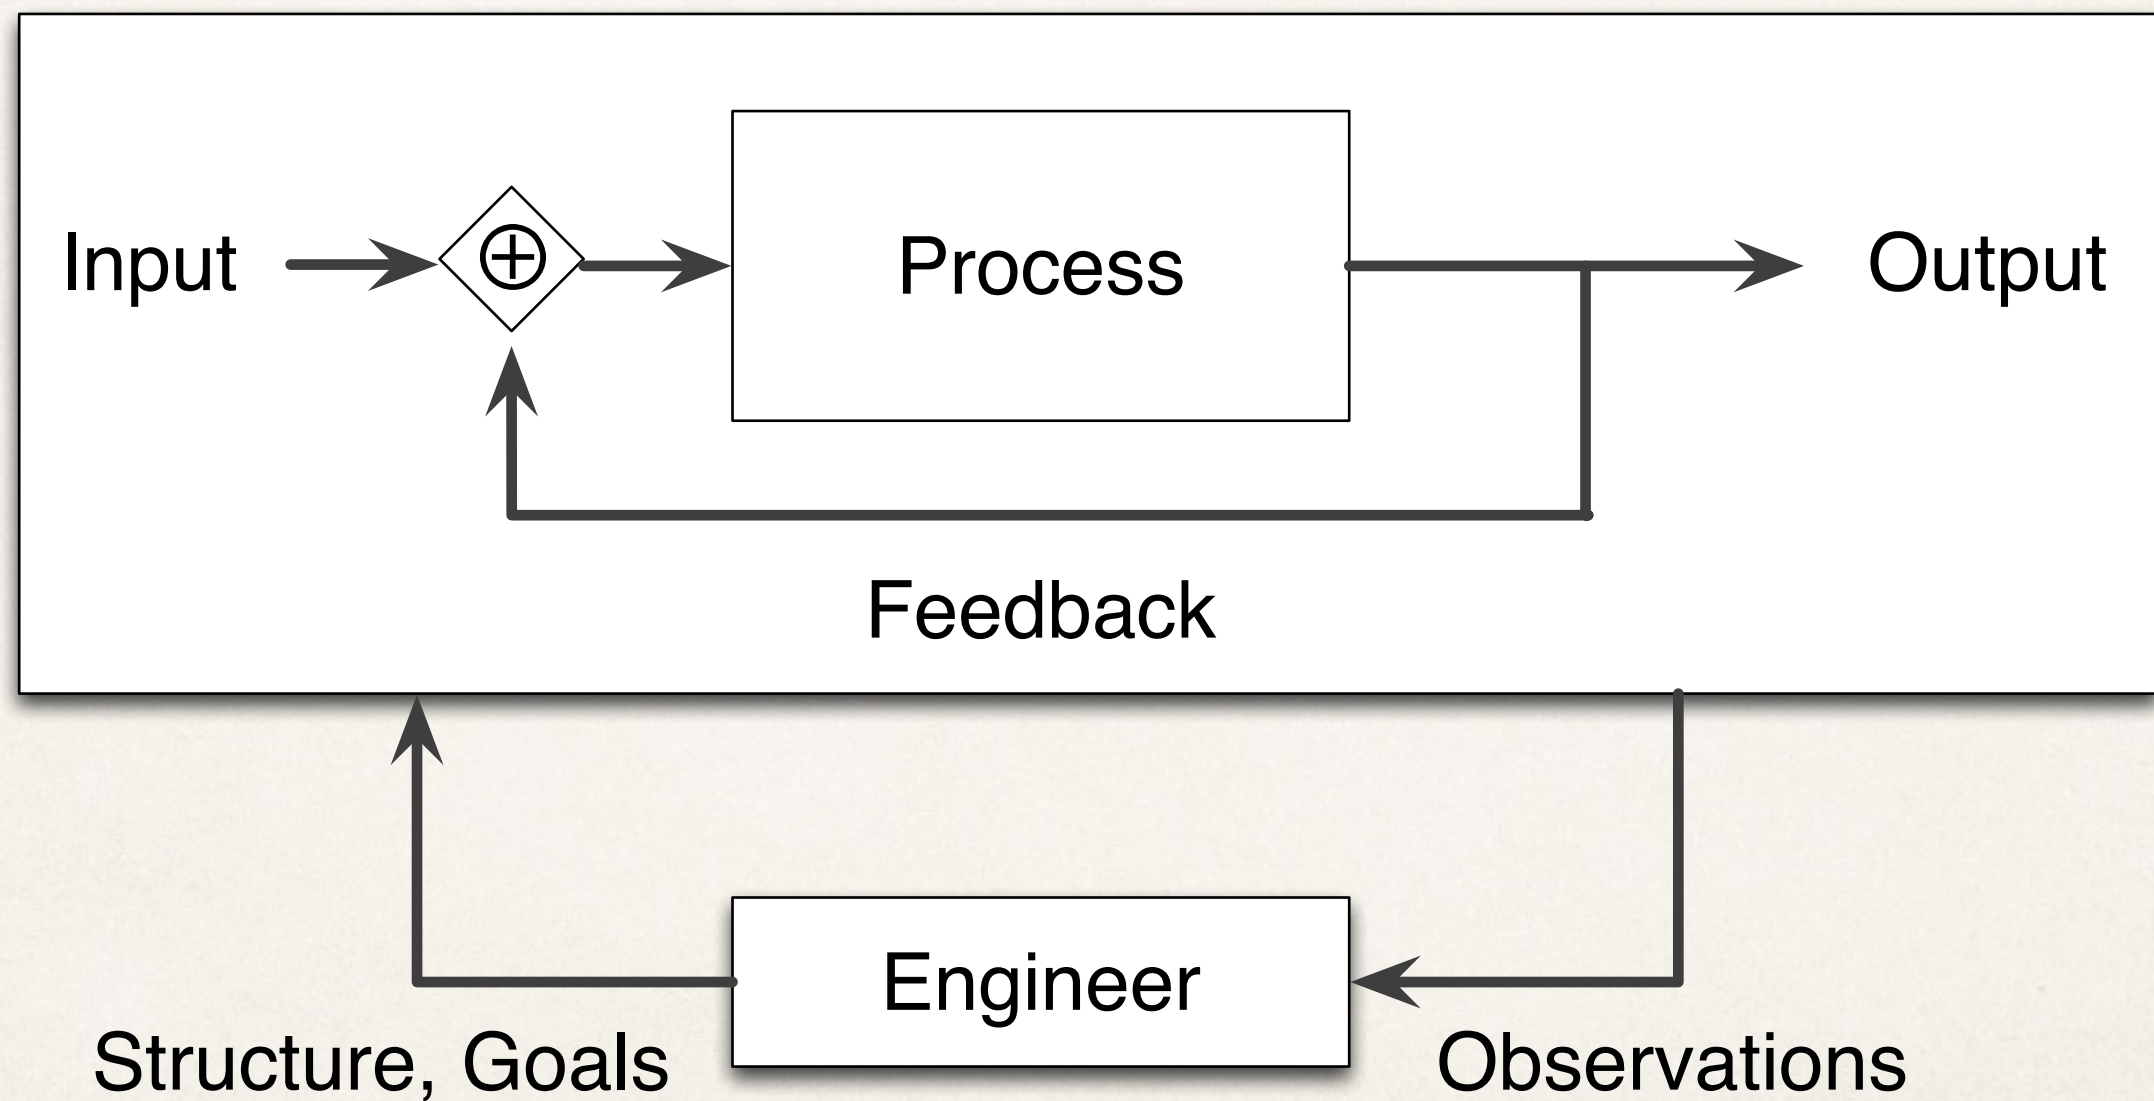 Input
Process
Output
Feedback
Engineer
Structure, Goals
Observations